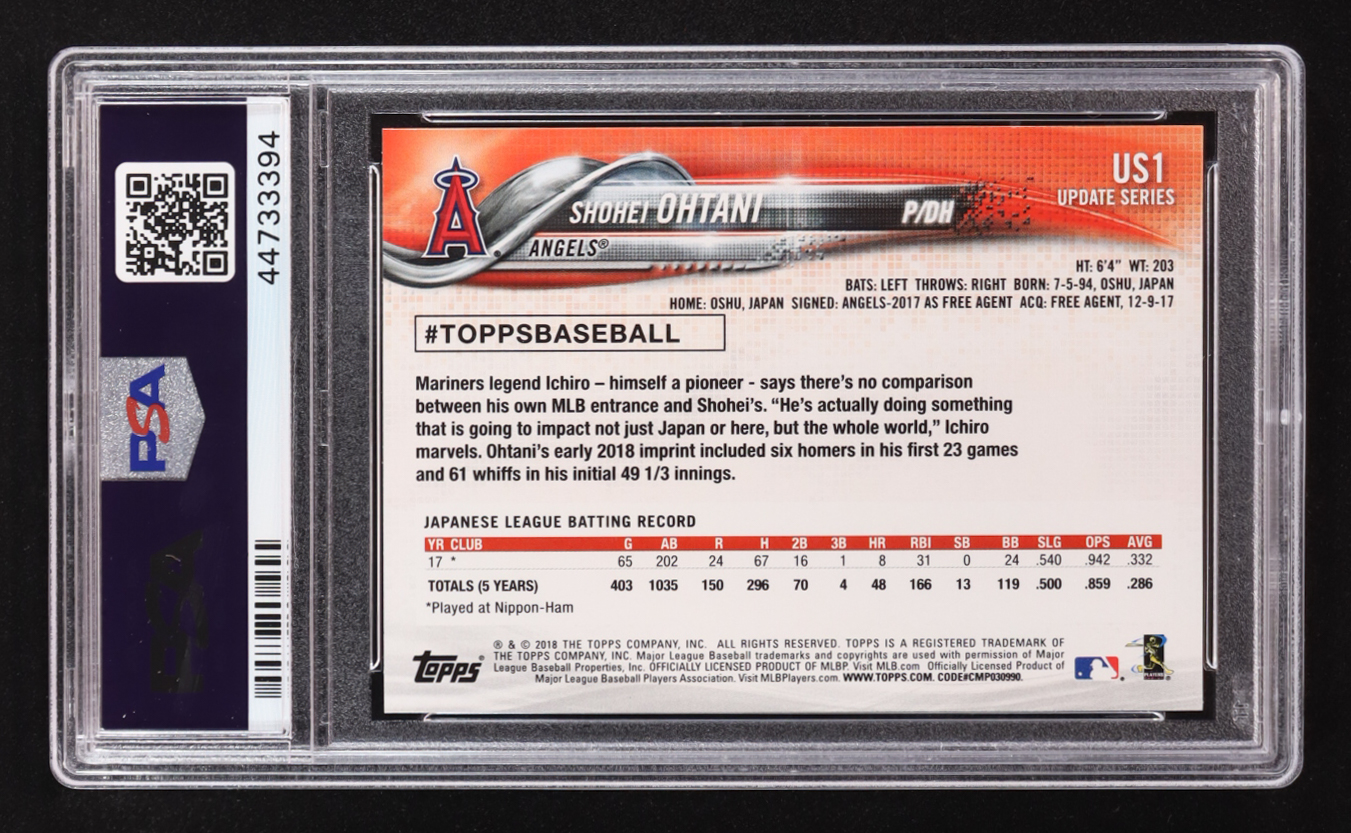 44733394
PSA
US1
UPDATE SERIES
SHOHEI OHTANI P/DH
A
ANGELS®
HT: 6'4" WT: 203
BATS: LEFT THROWS: RIGHT BORN: 7-5-94, OSHU, JAPAN
HOME: OSHU, JAPAN SIGNED: ANGELS-2017 AS FREE AGENT ACQ: FREE AGENT, 12-9-17
#TOPPSBASEBALL
Mariners legend Ichiro – himself a pioneer - says there's no comparison
between his own MLB entrance and Shohei's. “He's actually doing something
that is going to impact not just Japan or here, but the whole world,” Ichiro
marvels. Ohtani's early 2018 imprint included six homers in his first 23 games
and 61 whiffs in his initial 49 1/3 innings.
JAPANESE LEAGUE BATTING RECORD
YR CLUB G AB R H 2B 3B HR RBI SB BB SLG OPS AVG
17 * 65 202 24 67 16 1 8 31 0 24 .540 .942 .332
TOTALS (5 YEARS) 403 1035 150 296 70 4 48 166 13 119 .500 .859 .286
*Played at Nippon-Ham
Topps®
® & © 2018 THE TOPPS COMPANY, INC. ALL RIGHTS RESERVED. TOPPS IS A REGISTERED TRADEMARK OF
THE TOPPS COMPANY, INC. Major League Baseball trademarks and copyrights are used with permission of Major
League Baseball Properties, Inc. OFFICIALLY LICENSED PRODUCT OF MLBP. Visit MLB.com Officially Licensed Product of
Major League Baseball Players Association. Visit MLBPlayers.com. WWW.TOPPS.COM. CODE#CMP030990.
PLAYERS
PSA